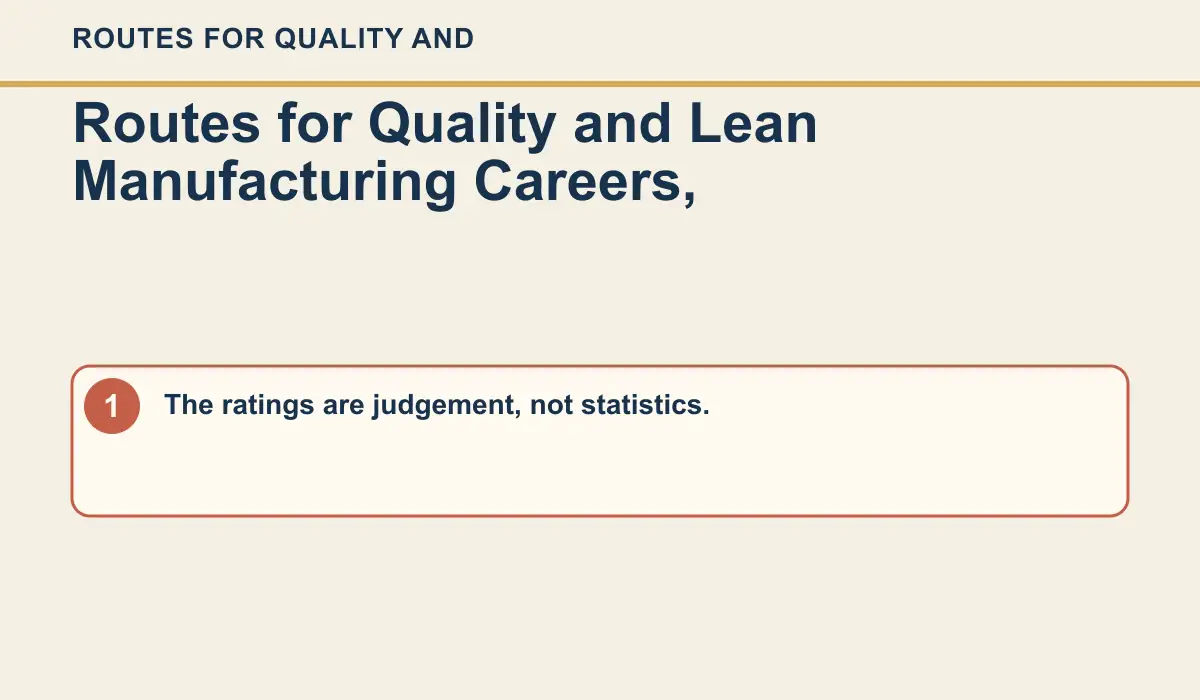 ROUTES FOR QUALITY AND
Routes for Quality and Lean
Manufacturing Careers,
1
The ratings are judgement, not statistics.